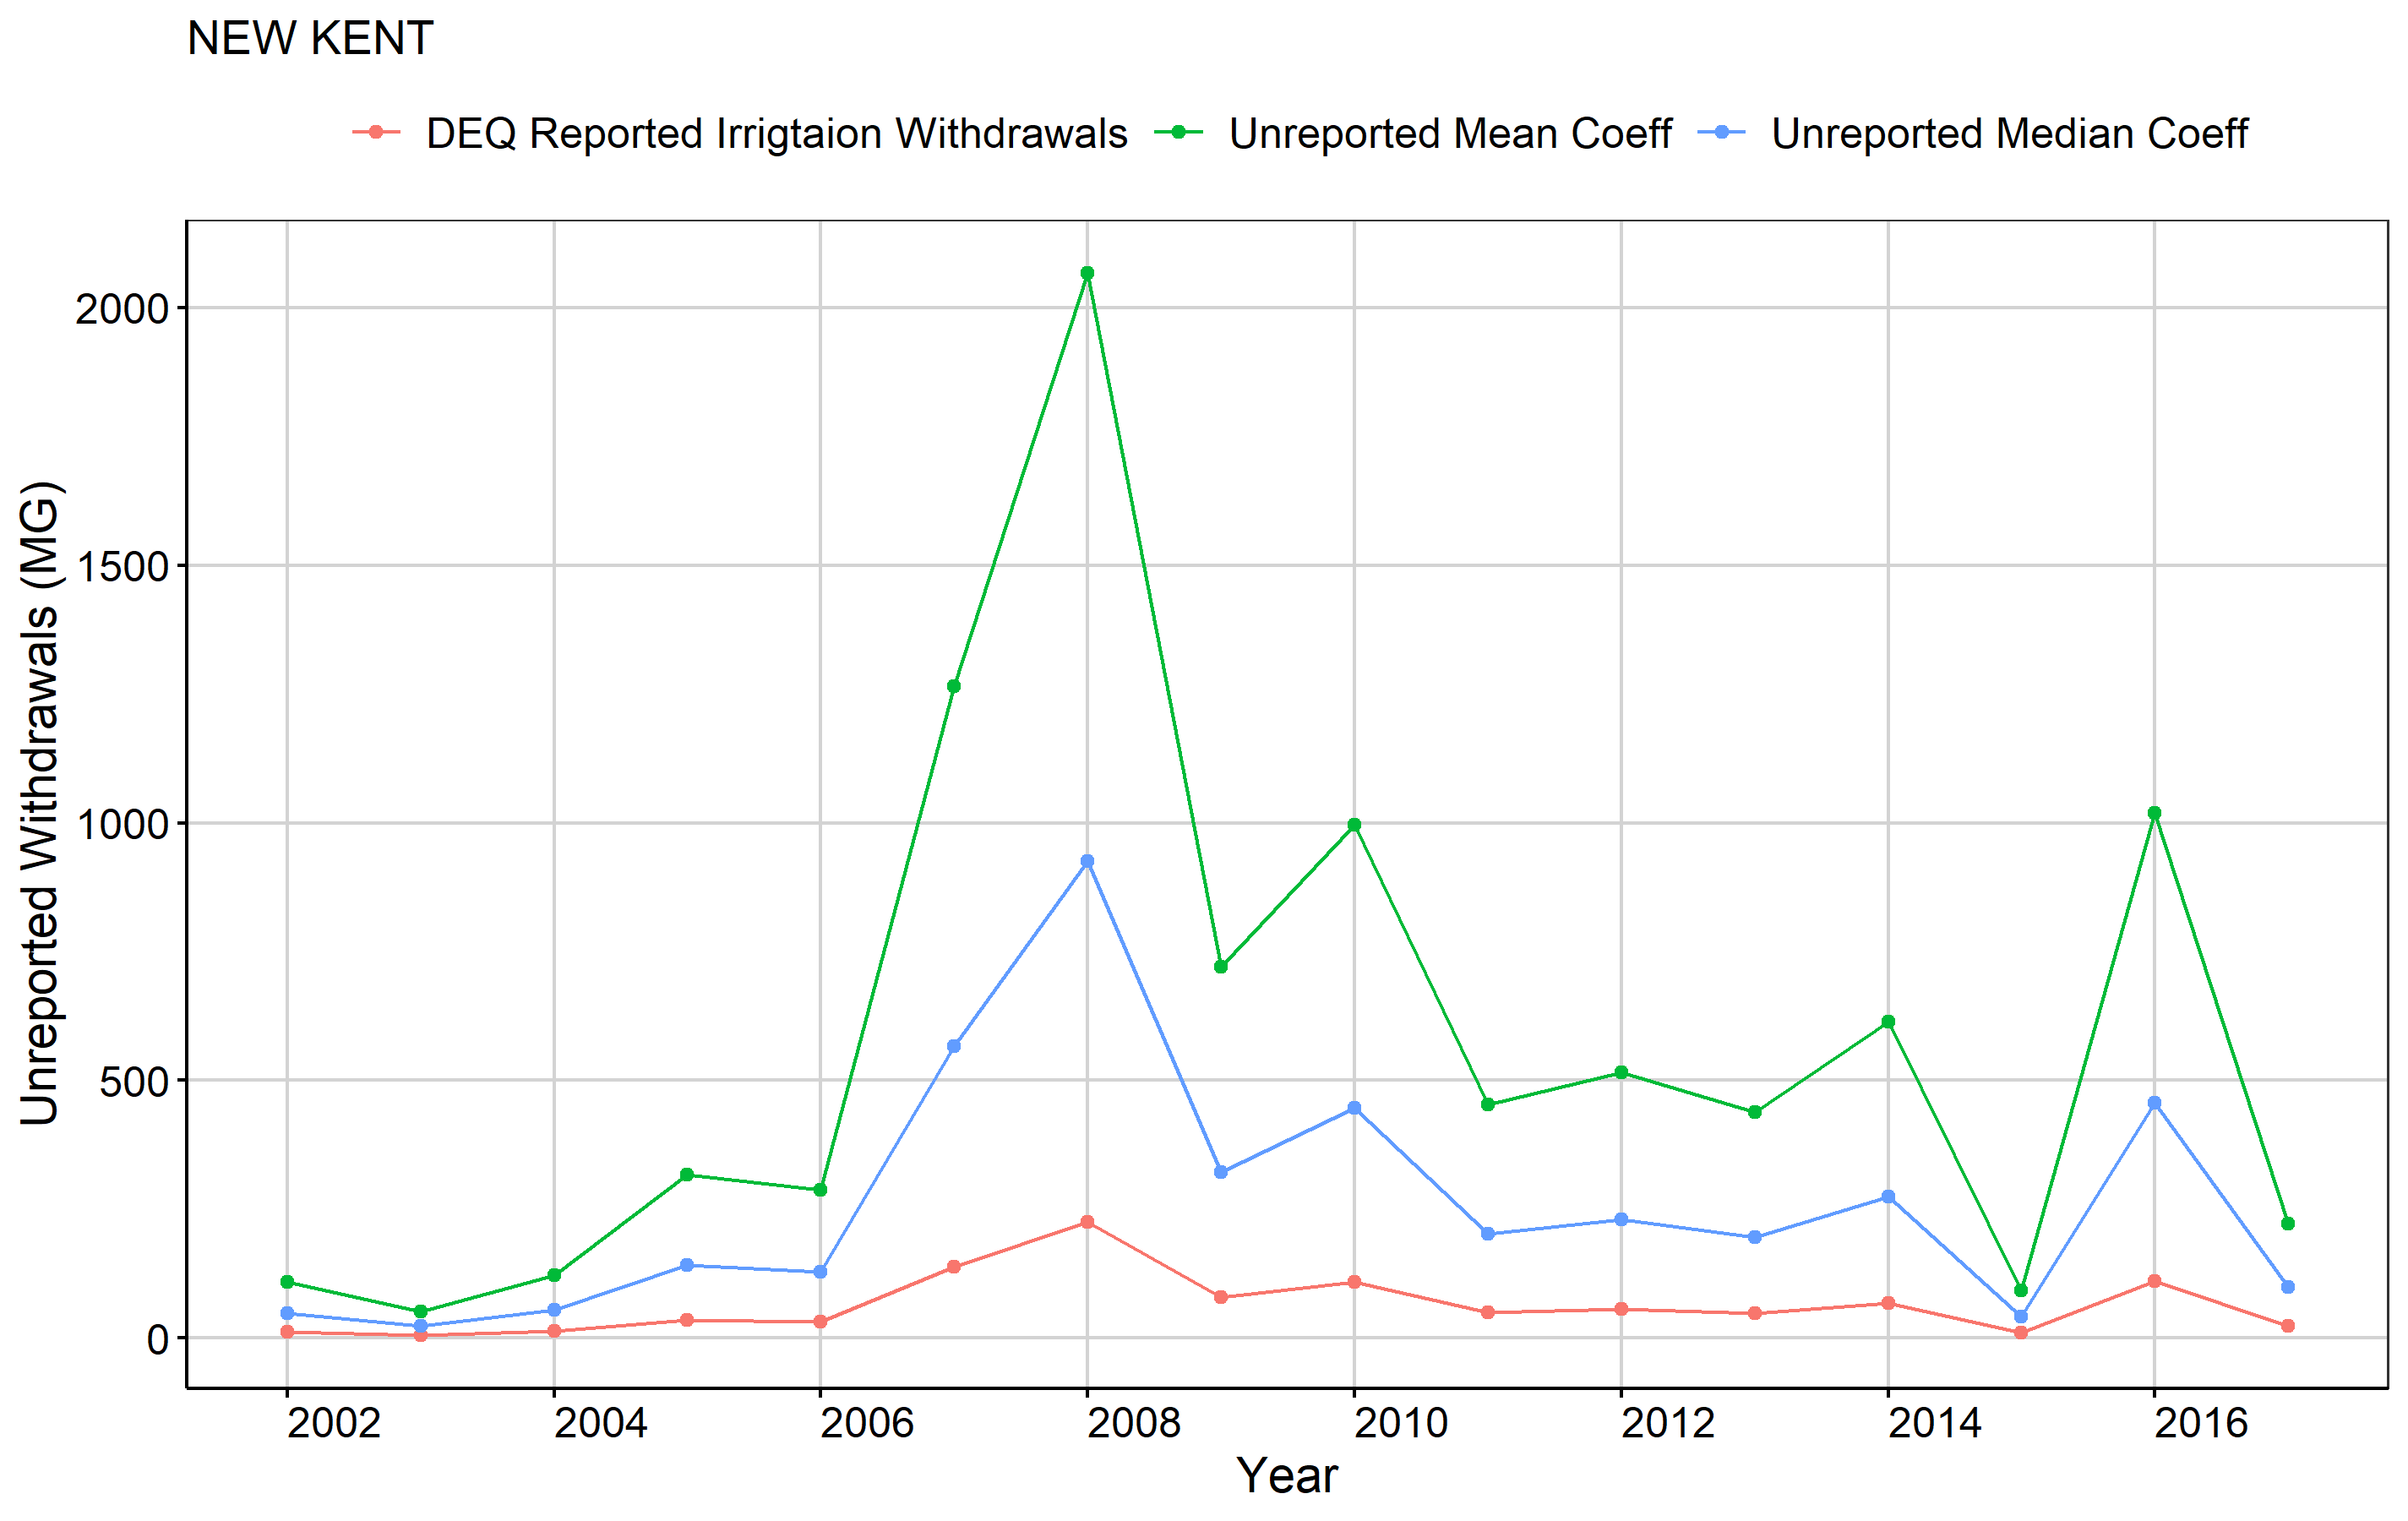 NEW KENT
DEQ Reported Irrigtaion Withdrawals Unreported Mean Coeff Unreported Median Coeff
Unreported Withdrawals (MG)
2000
1500
1000
500
0
2002 2004 2006 2008 2010 2012 2014 2016
Year